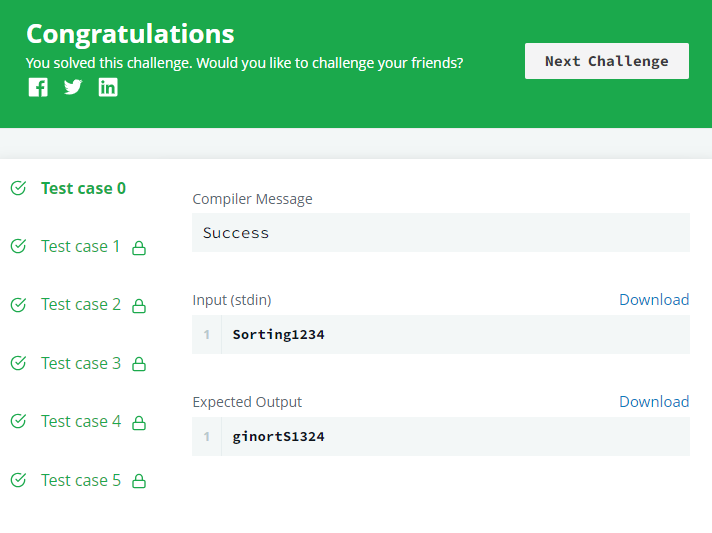 Congratulations
You solved this challenge. Would you like to challenge your friends?
Next Challenge
Test case 0
Test case 1
Test case 2
Test case 3
Test case 4
Test case 5
Compiler Message
Success
Input (stdin)
Download
1 Sorting1234
Expected Output
Download
1 ginortS1324